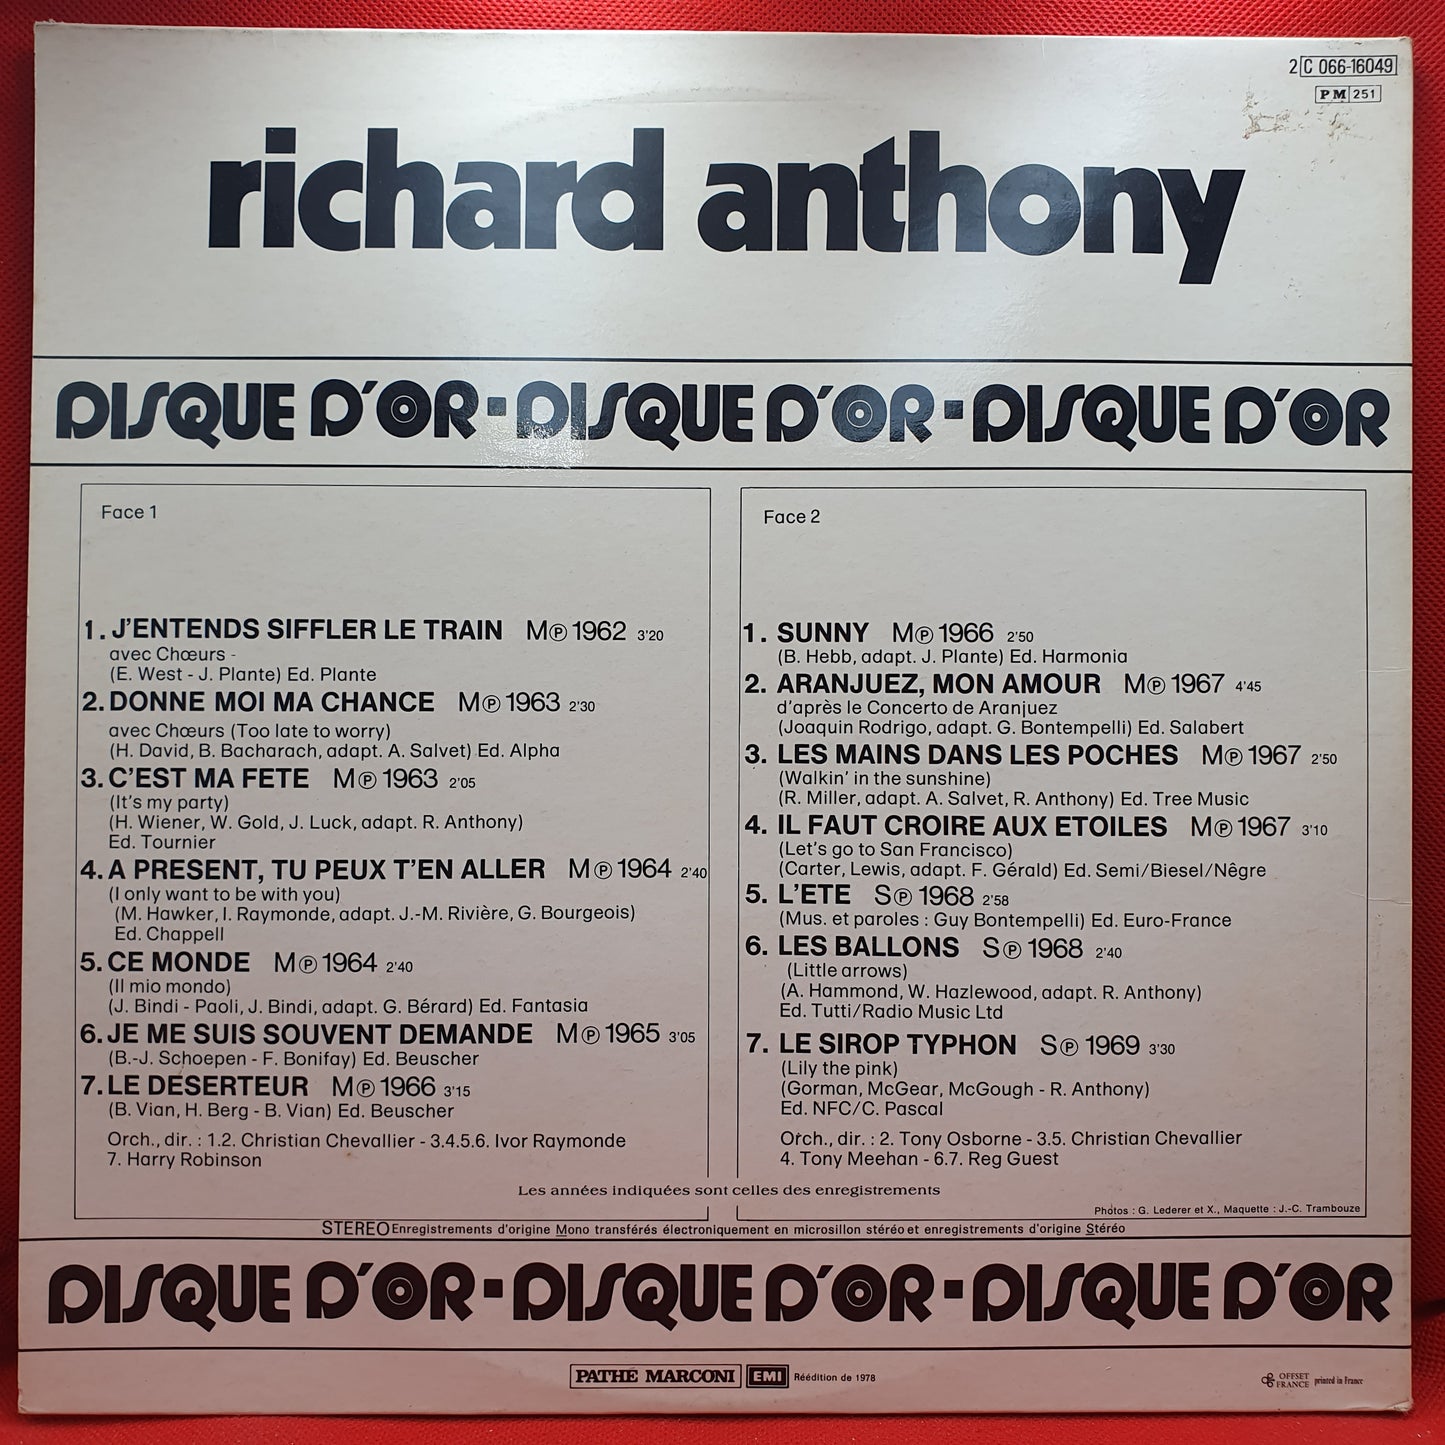 2 C 066-16049
PM 251
richard anthony
DISQUE D'OR-DISQUE D'OR-DISQUE D'OR
Face 1
1. J'ENTENDS SIFFLER LE TRAIN M℗ 1962 3'20
avec Chœurs -
(E. West - J. Plante) Ed. Plante
2. DONNE MOI MA CHANCE M℗ 1963 2'30
avec Chœurs (Too late to worry)
(H. David, B. Bacharach, adapt. A. Salvet) Ed. Alpha
3. C'EST MA FETE M℗ 1963 2'05
(It's my party)
(H. Wiener, W. Gold, J. Luck, adapt. R. Anthony)
Ed. Tournier
4. A PRESENT, TU PEUX T'EN ALLER M℗ 1964 2'40
(I only want to be with you)
(M. Hawker, I. Raymonde, adapt. J.-M. Rivière, G. Bourgeois)
Ed. Chappell
5. CE MONDE M℗ 1964 2'40
(Il mio mondo)
(J. Bindi - Paoli, J. Bindi, adapt. G. Bérard) Ed. Fantasia
6. JE ME SUIS SOUVENT DEMANDE M℗ 1965 3'05
(B.-J. Schoepen - F. Bonifay) Ed. Beuscher
7. LE DESERTEUR M℗ 1966 3'15
(B. Vian, H. Berg - B. Vian) Ed. Beuscher
Orch., dir. : 1.2. Christian Chevallier - 3.4.5.6. Ivor Raymonde
7. Harry Robinson
Face 2
1. SUNNY M℗ 1966 2'50
(B. Hebb, adapt. J. Plante) Ed. Harmonia
2. ARANJUEZ, MON AMOUR M℗ 1967 4'45
d'après le Concerto de Aranjuez
(Joaquin Rodrigo, adapt. G. Bontempelli) Ed. Salabert
3. LES MAINS DANS LES POCHES M℗ 1967 2'50
(Walkin' in the sunshine)
(R. Miller, adapt. A. Salvet, R. Anthony) Ed. Tree Music
4. IL FAUT CROIRE AUX ETOILES M℗ 1967 3'10
(Let's go to San Francisco)
(Carter, Lewis, adapt. F. Gérald) Ed. Semi/Biesel/Nêgre
5. L'ETE S℗ 1968 2'58
(Mus. et paroles : Guy Bontempelli) Ed. Euro-France
6. LES BALLONS S℗ 1968 2'40
(Little arrows)
(A. Hammond, W. Hazlewood, adapt. R. Anthony)
Ed. Tutti/Radio Music Ltd
7. LE SIROP TYPHON S℗ 1969 3'30
(Lily the pink)
(Gorman, McGear, McGough - R. Anthony)
Ed. NFC/C. Pascal
Orch., dir. : 2. Tony Osborne - 3.5. Christian Chevallier
4. Tony Meehan - 6.7. Reg Guest
Les années indiquées sont celles des enregistrements
Photos : G. Lederer et X., Maquette : J.-C. Trambouze
STEREO Enregistrements d'origine Mono transférés électroniquement en microsillon stéréo et enregistrements d'origine Stéréo
DISQUE D'OR-DISQUE D'OR-DISQUE D'OR
PATHÉ MARCONI EMI Réédition de 1978
OFFSET FRANCE printed in France